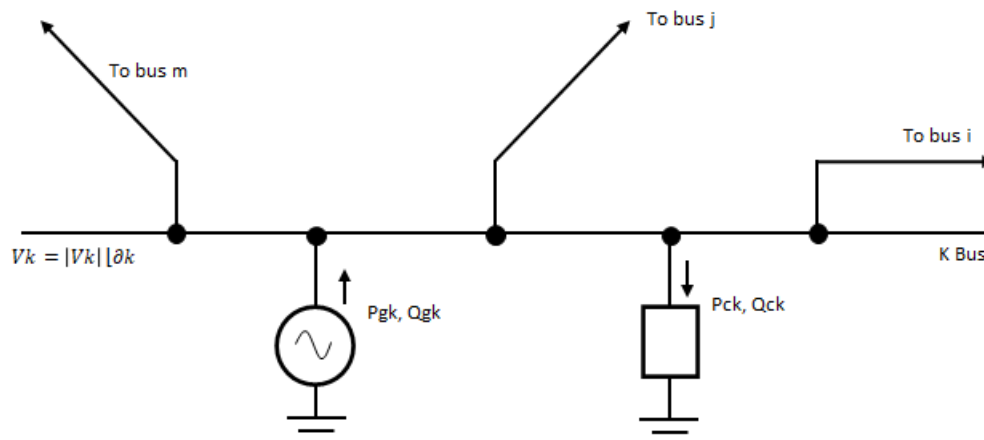 To bus j
To bus m
To bus i
Vk = |Vk| ⌊∂k
K Bus
Pgk, Qgk
Pck, Qck